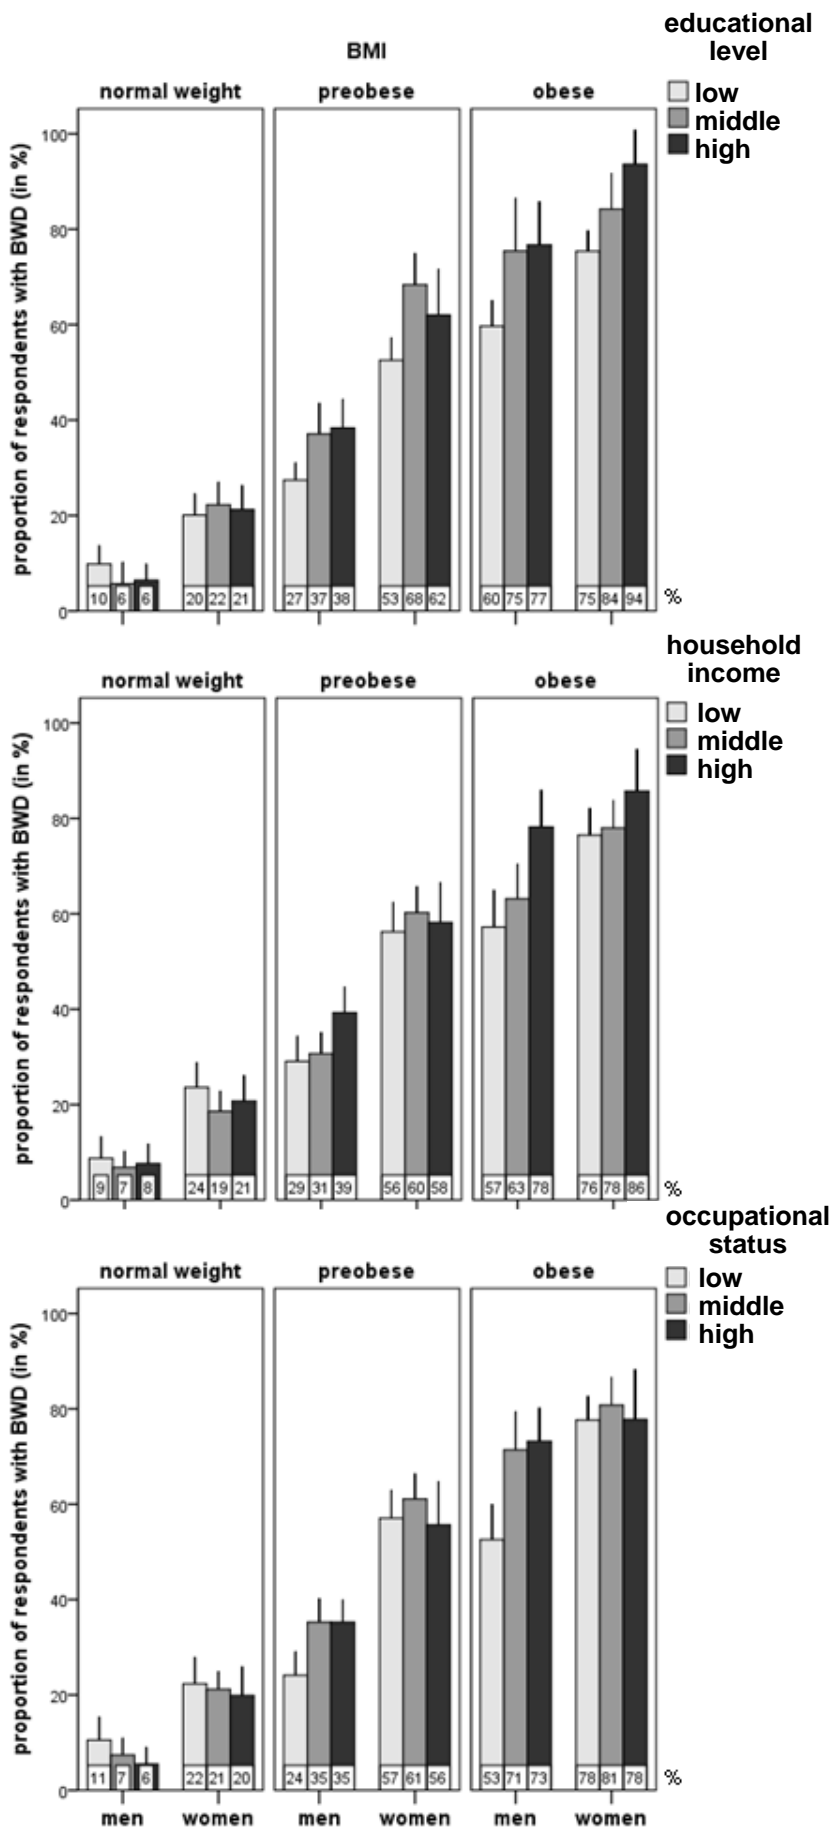 educational
level
BMI
normal weight preobese obese
low
middle
high
proportion of respondents with BWD (in %)
100
80
60
40
20
0
10 6 6 20 22 21 27 37 38 53 68 62 60 75 77 75 84 94 %
household
income
normal weight preobese obese
low
middle
high
proportion of respondents with BWD (in %)
100
80
60
40
20
0
9 7 8 24 19 21 29 31 39 56 60 58 57 63 78 76 78 86 %
occupational
status
normal weight preobese obese
low
middle
high
proportion of respondents with BWD (in %)
100
80
60
40
20
0
11 7 6 22 21 20 24 35 35 57 61 56 53 71 73 78 81 78 %
men women men women men women